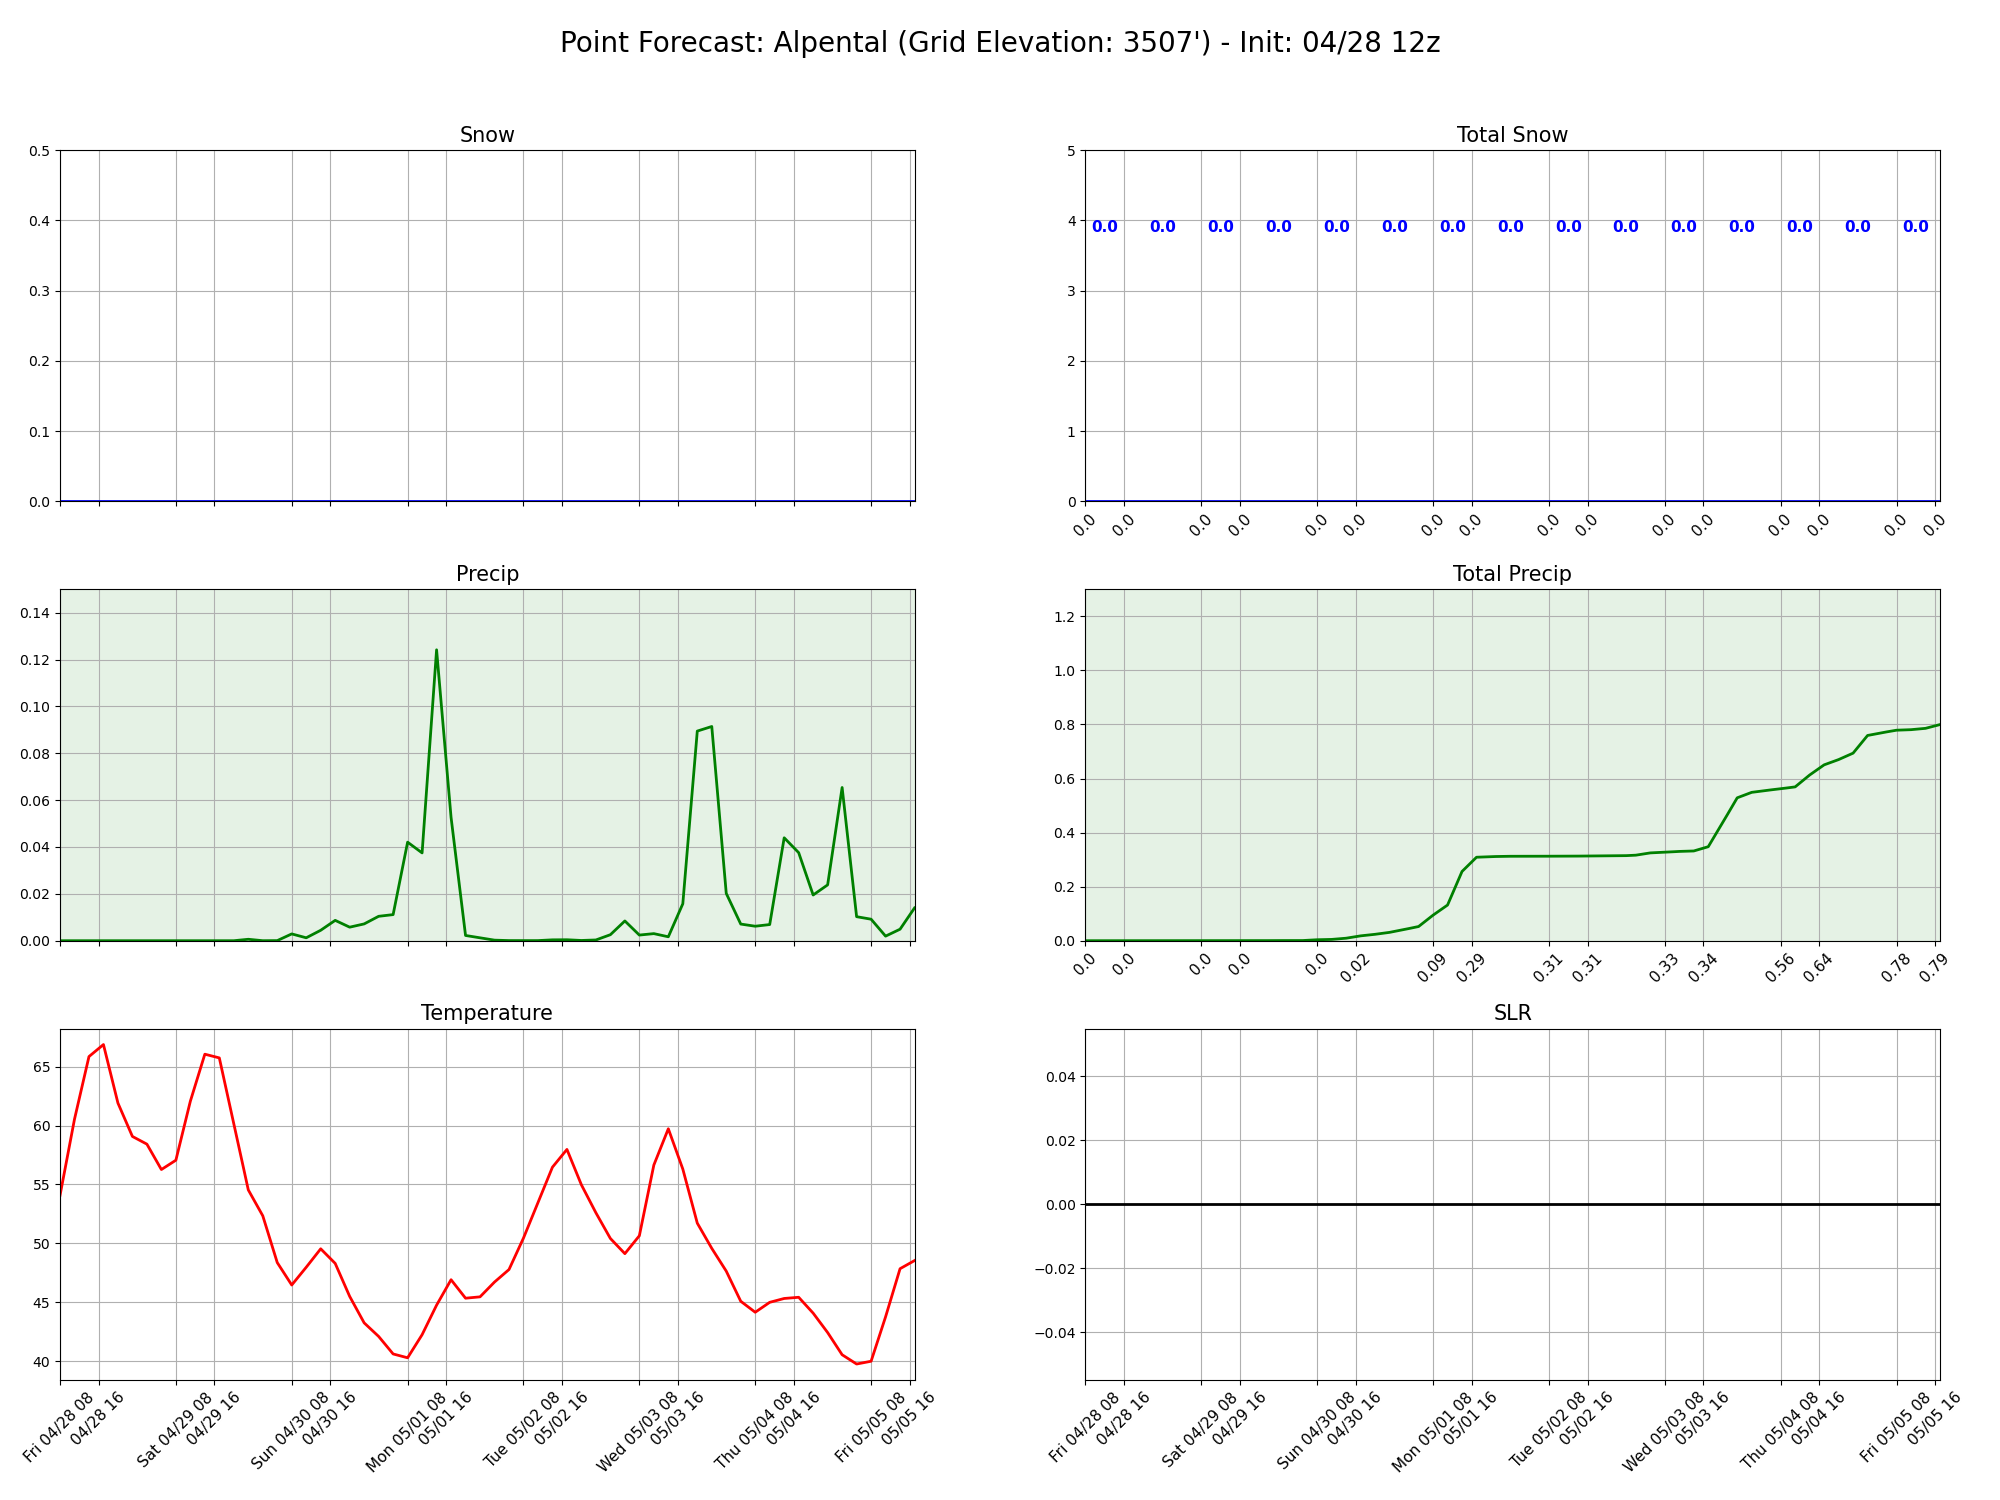 Point Forecast: Alpental (Grid Elevation: 3507') - Init: 04/28 12z
Snow
0.5
0.4
0.3
0.2
0.1
0.0
Total Snow
5
4
3
2
1
0
0.0 0.0 0.0 0.0 0.0 0.0 0.0 0.0 0.0 0.0 0.0 0.0 0.0 0.0 0.0
0.0 0.0 0.0 0.0 0.0 0.0 0.0 0.0 0.0 0.0 0.0 0.0 0.0 0.0 0.0 0.0
Precip
0.14
0.12
0.10
0.08
0.06
0.04
0.02
0.00
Total Precip
1.2
1.0
0.8
0.6
0.4
0.2
0.0
0.0 0.0 0.0 0.0 0.0 0.02 0.09 0.29 0.31 0.31 0.33 0.34 0.56 0.64 0.78 0.79
Temperature
65
60
55
50
45
40
Fri 04/28 08
04/28 16
Sat 04/29 08
04/29 16
Sun 04/30 08
04/30 16
Mon 05/01 08
05/01 16
Tue 05/02 08
05/02 16
Wed 05/03 08
05/03 16
Thu 05/04 08
05/04 16
Fri 05/05 08
05/05 16
SLR
0.04
0.02
0.00
−0.02
−0.04
Fri 04/28 08
04/28 16
Sat 04/29 08
04/29 16
Sun 04/30 08
04/30 16
Mon 05/01 08
05/01 16
Tue 05/02 08
05/02 16
Wed 05/03 08
05/03 16
Thu 05/04 08
05/04 16
Fri 05/05 08
05/05 16